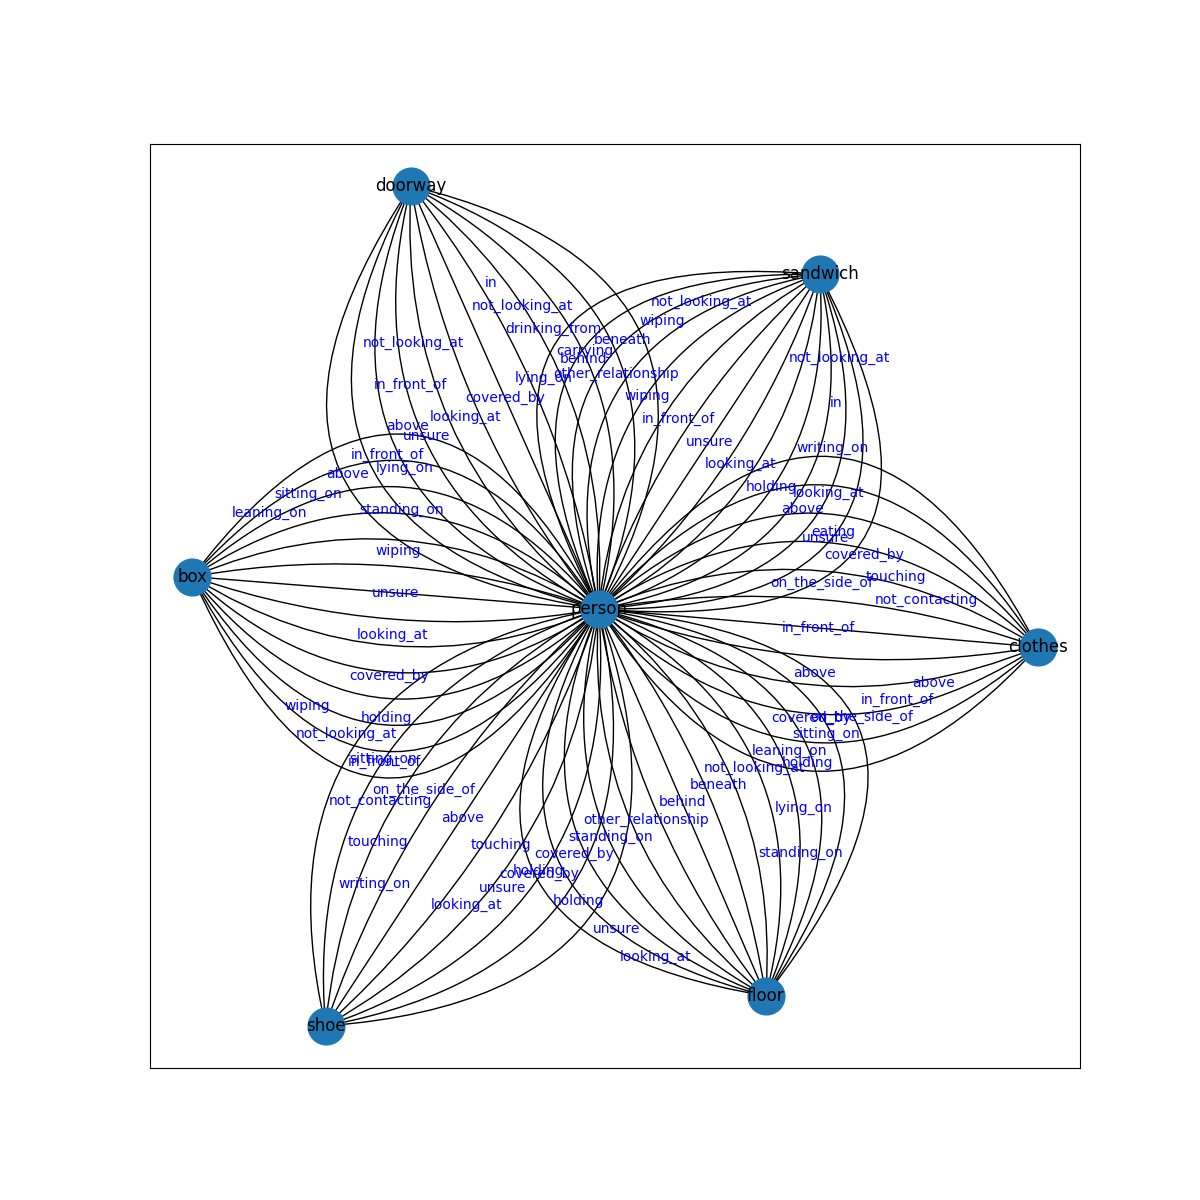 doorway
sandwich
in
not_looking_at
not_looking_at
wiping
drinking_from
beneath
not_looking_at
carrying
behind
not_looking_at
other_relationship
lying_on
in_front_of
covered_by
wiping
in
looking_at
in_front_of
above
unsure
unsure
writing_on
in_front_of
looking_at
lying_on
above
holding
looking_at
sitting_on
above
standing_on
leaning_on
eating
unsure
wiping
covered_by
box
touching
on_the_side_of
unsure
not_contacting
person
in_front_of
looking_at
clothes
above
covered_by
above
in_front_of
wiping
holding
covered_by
on_the_side_of
not_looking_at
sitting_on
leaning_on
sitting_on
in_front_of
holding
not_looking_at
beneath
on_the_side_of
not_contacting
behind
lying_on
above
other_relationship
standing_on
touching
touching
covered_by
standing_on
holding
covered_by
writing_on
unsure
holding
looking_at
unsure
looking_at
floor
shoe